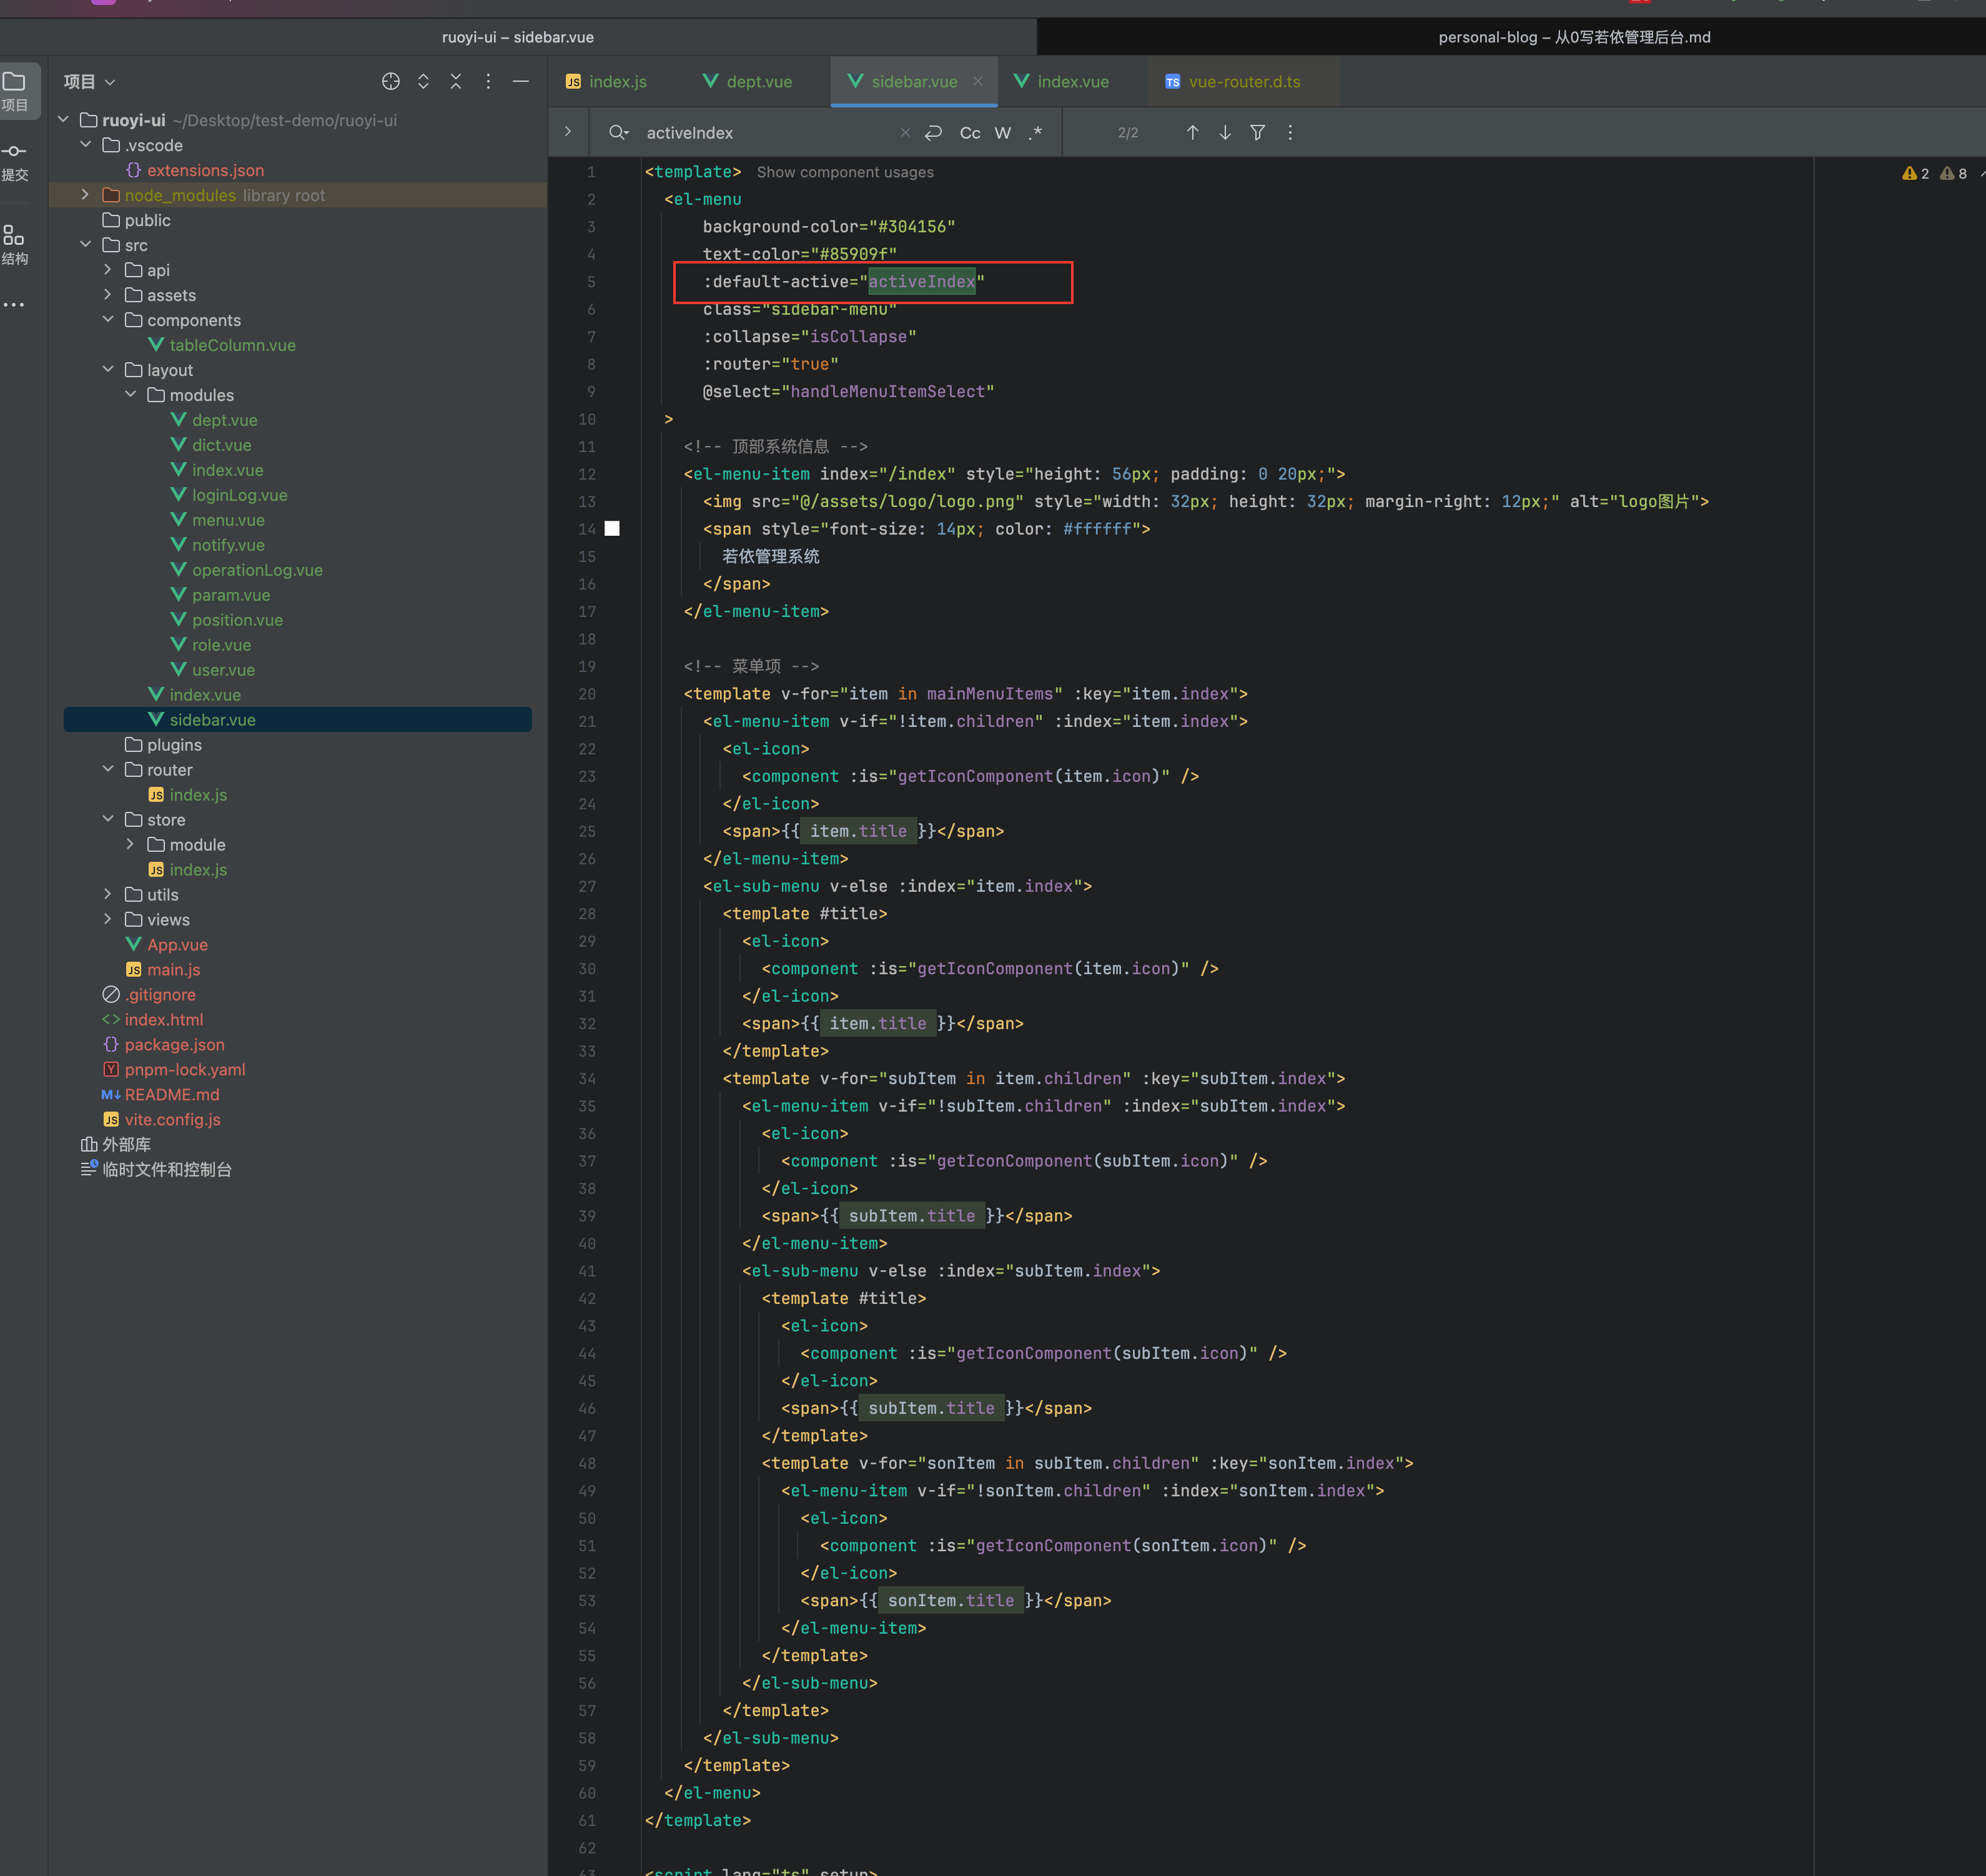 ruoyi-ui – sidebar.vue
personal-blog – 从0写若依管理后台.md
项目
提交
结构
项目
ruoyi-ui ~/Desktop/test-demo/ruoyi-ui
.vscode
{} extensions.json
node_modules library root
public
src
api
assets
components
tableColumn.vue
layout
modules
dept.vue
dict.vue
index.vue
loginLog.vue
menu.vue
notify.vue
operationLog.vue
param.vue
position.vue
role.vue
user.vue
index.vue
sidebar.vue
plugins
router
JS index.js
store
module
JS index.js
utils
views
App.vue
JS main.js
.gitignore
<> index.html
{} package.json
Y pnpm-lock.yaml
M↓ README.md
JS vite.config.js
外部库
临时文件和控制台
JS index.js
dept.vue
sidebar.vue ×
index.vue
TS vue-router.d.ts
activeIndex × Cc W .* 2/2
2 8
1 <template> Show component usages
2 <el-menu
3 background-color="#304156"
4 text-color="#85909f"
5 :default-active="activeIndex"
6 class="sidebar-menu"
7 :collapse="isCollapse"
8 :router="true"
9 @select="handleMenuItemSelect"
10 >
11 <!-- 顶部系统信息 -->
12 <el-menu-item index="/index" style="height: 56px; padding: 0 20px;">
13 <img src="@/assets/logo/logo.png" style="width: 32px; height: 32px; margin-right: 12px;" alt="logo图片">
14 <span style="font-size: 14px; color: #ffffff">
15 若依管理系统
16 </span>
17 </el-menu-item>
18
19 <!-- 菜单项 -->
20 <template v-for="item in mainMenuItems" :key="item.index">
21 <el-menu-item v-if="!item.children" :index="item.index">
22 <el-icon>
23 <component :is="getIconComponent(item.icon)" />
24 </el-icon>
25 <span>{{ item.title }}</span>
26 </el-menu-item>
27 <el-sub-menu v-else :index="item.index">
28 <template #title>
29 <el-icon>
30 <component :is="getIconComponent(item.icon)" />
31 </el-icon>
32 <span>{{ item.title }}</span>
33 </template>
34 <template v-for="subItem in item.children" :key="subItem.index">
35 <el-menu-item v-if="!subItem.children" :index="subItem.index">
36 <el-icon>
37 <component :is="getIconComponent(subItem.icon)" />
38 </el-icon>
39 <span>{{ subItem.title }}</span>
40 </el-menu-item>
41 <el-sub-menu v-else :index="subItem.index">
42 <template #title>
43 <el-icon>
44 <component :is="getIconComponent(subItem.icon)" />
45 </el-icon>
46 <span>{{ subItem.title }}</span>
47 </template>
48 <template v-for="sonItem in subItem.children" :key="sonItem.index">
49 <el-menu-item v-if="!sonItem.children" :index="sonItem.index">
50 <el-icon>
51 <component :is="getIconComponent(sonItem.icon)" />
52 </el-icon>
53 <span>{{ sonItem.title }}</span>
54 </el-menu-item>
55 </template>
56 </el-sub-menu>
57 </template>
58 </el-sub-menu>
59 </template>
60 </el-menu>
61 </template>
62
63 <script lang="ts" setup>